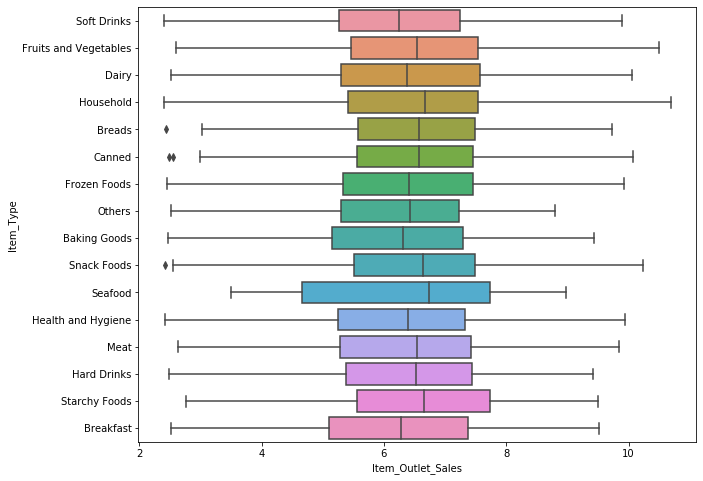 Soft Drinks
Fruits and Vegetables
Dairy
Household
Breads
Canned
Frozen Foods
Others
Baking Goods
Snack Foods
Seafood
Health and Hygiene
Meat
Hard Drinks
Starchy Foods
Breakfast
Item_Type
2 4 6 8 10
Item_Outlet_Sales